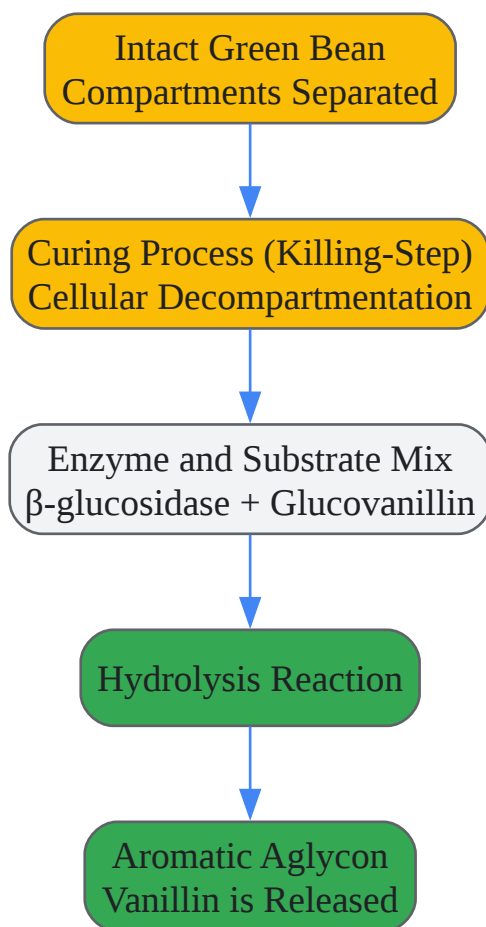 Intact Green Bean
Compartments Separated
Curing Process (Killing-Step)
Cellular Decompartmentation
Enzyme and Substrate Mix
β-glucosidase + Glucovanillin
Hydrolysis Reaction
Aromatic Aglycon
Vanillin is Released